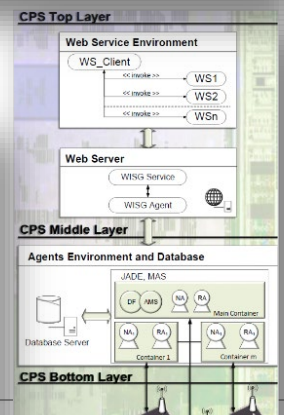 CPS Top Layer
Web Service Environment
WS_Client
<< invoke >>
WS1
<< invoke >>
WS2
<< invoke >>
WSn
Web Server
WISG Service
WISG Agent
CPS Middle Layer
Agents Environment and Database
JADE, MAS
DF AMS NA RA
Main Container
Database Server
NA₁ RA₁
Container 1
Container m
CPS Bottom Layer